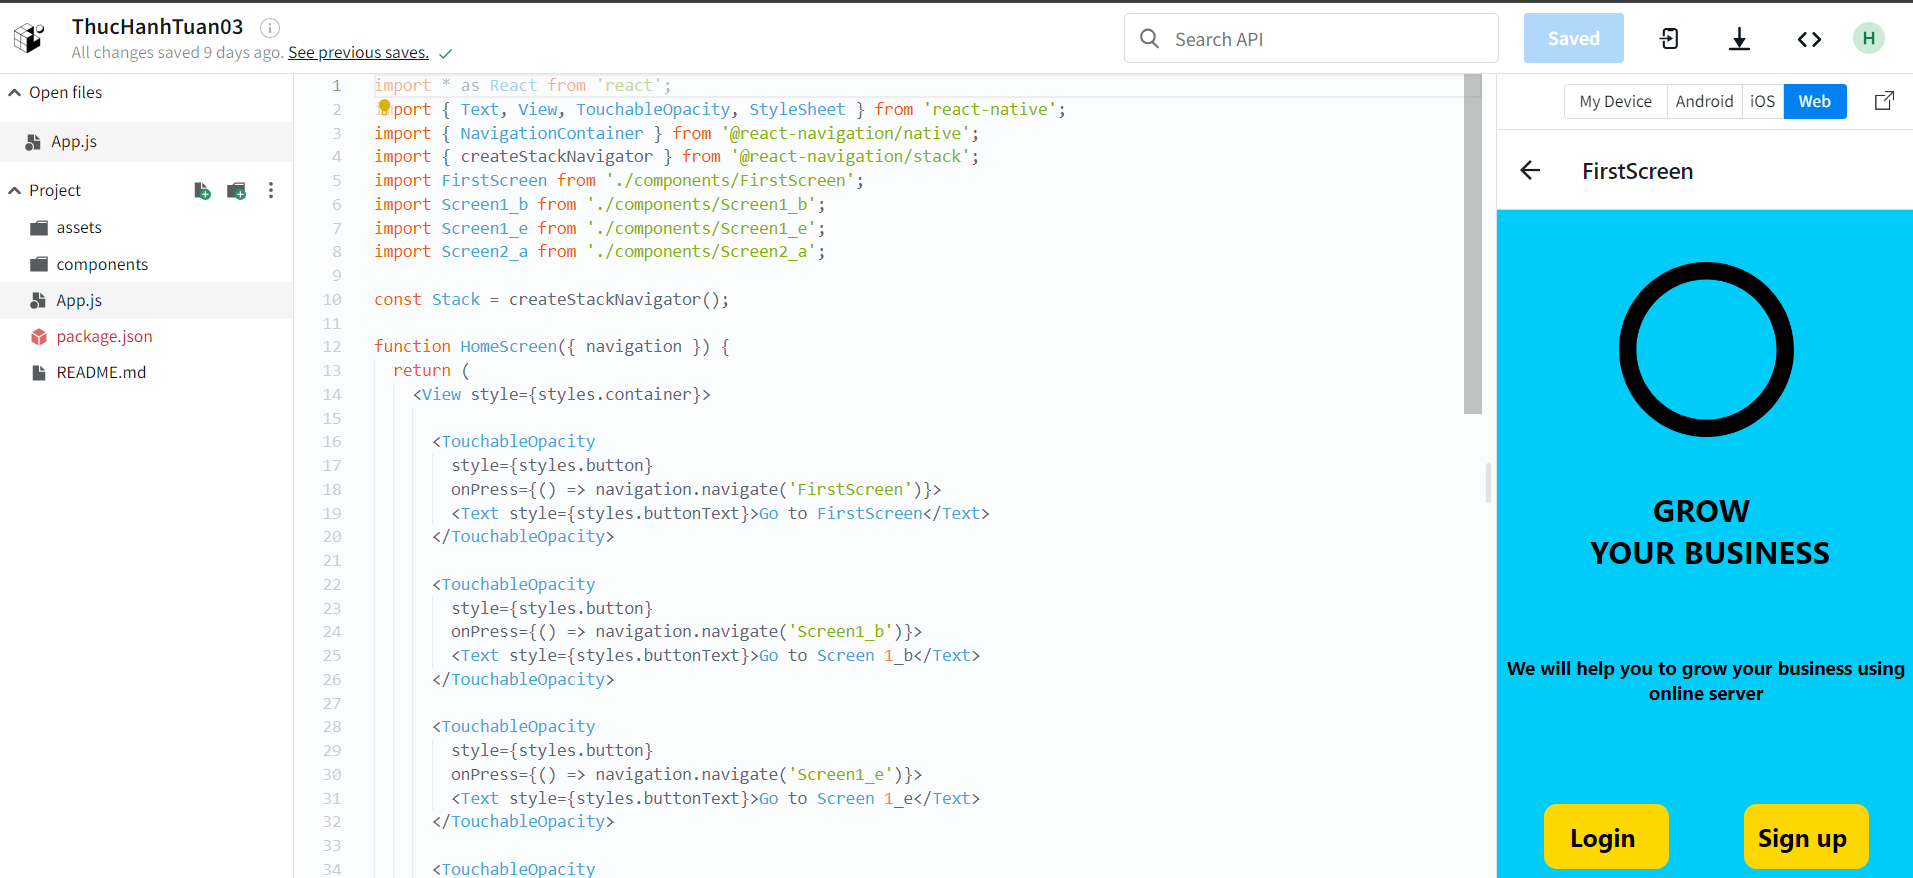 ThucHanhTuan03
All changes saved 9 days ago. See previous saves.
Search API
Saved
H
Open files
App.js
Project
assets
components
App.js
package.json
README.md
1 import * as React from 'react';
2 import { Text, View, TouchableOpacity, StyleSheet } from 'react-native';
3 import { NavigationContainer } from '@react-navigation/native';
4 import { createStackNavigator } from '@react-navigation/stack';
5 import FirstScreen from './components/FirstScreen';
6 import Screen1_b from './components/Screen1_b';
7 import Screen1_e from './components/Screen1_e';
8 import Screen2_a from './components/Screen2_a';
9
10 const Stack = createStackNavigator();
11
12 function HomeScreen({ navigation }) {
13 return (
14 <View style={styles.container}>
15
16 <TouchableOpacity
17 style={styles.button}
18 onPress={() => navigation.navigate('FirstScreen')}>
19 <Text style={styles.buttonText}>Go to FirstScreen</Text>
20 </TouchableOpacity>
21
22 <TouchableOpacity
23 style={styles.button}
24 onPress={() => navigation.navigate('Screen1_b')}>
25 <Text style={styles.buttonText}>Go to Screen 1_b</Text>
26 </TouchableOpacity>
27
28 <TouchableOpacity
29 style={styles.button}
30 onPress={() => navigation.navigate('Screen1_e')}>
31 <Text style={styles.buttonText}>Go to Screen 1_e</Text>
32 </TouchableOpacity>
33
34 <TouchableOpacity
My Device Android iOS Web
FirstScreen
GROW
YOUR BUSINESS
We will help you to grow your business using
online server
Login
Sign up